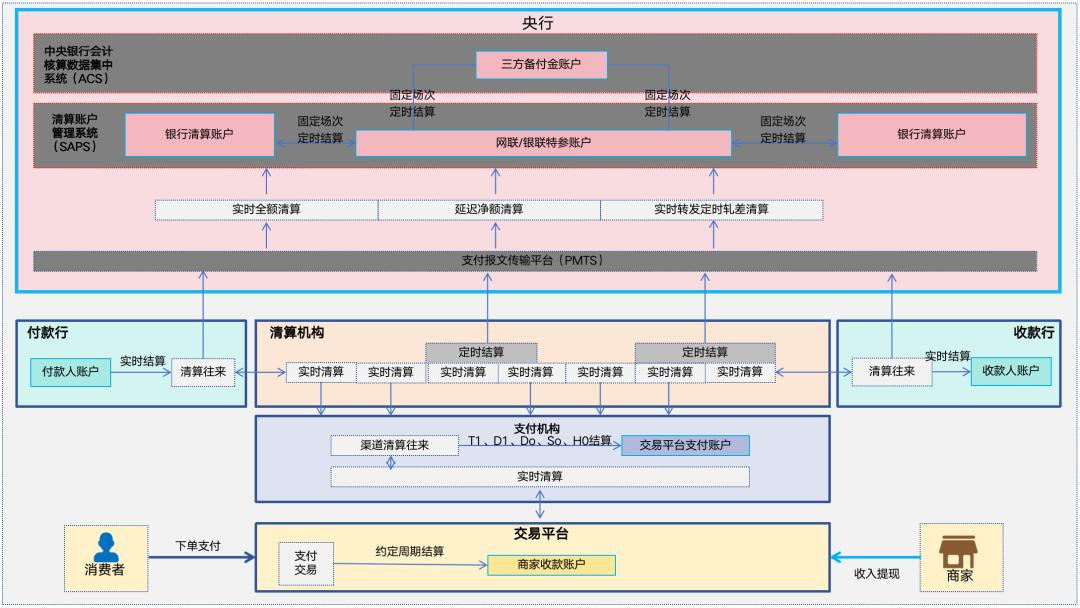 央行
中央银行会计
核算数据集中
系统（ACS）
三方备付金账户
固定场次
定时结算
固定场次
定时结算
清算账户
管理系统
（SAPS）
银行清算账户
固定场次
定时结算
网联/银联特参账户
固定场次
定时结算
银行清算账户
实时全额清算
延迟净额清算
实时转发定时轧差清算
支付报文传输平台（PMTS）
付款行
付款人账户
实时结算
清算往来
清算机构
定时结算
定时结算
实时清算
实时清算
实时清算
实时清算
实时清算
实时清算
实时清算
收款行
清算往来
实时结算
收款人账户
支付机构
渠道清算往来
T1、D1、Do、So、H0结算
交易平台支付账户
实时清算
消费者
下单支付
交易平台
支付
交易
约定周期结算
商家收款账户
收入提现
商家